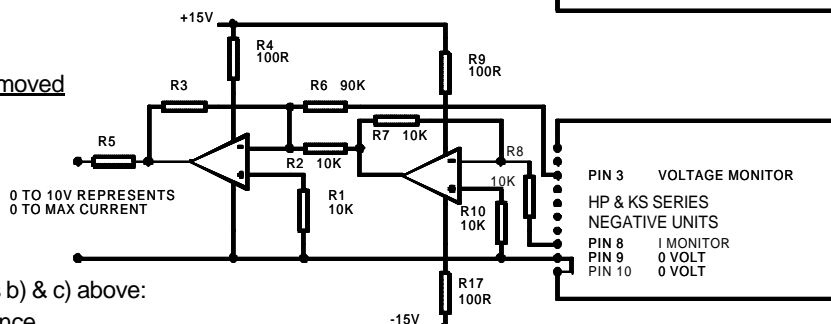 +15V
R4
100R
R9
100R
moved
R3
R6 90K
R5
R7 10K
R8
R2 10K
10K
PIN 3 VOLTAGE MONITOR
0 TO 10V REPRESENTS
0 TO MAX CURRENT
R1
10K
R10
10K
HP & KS SERIES
NEGATIVE UNITS
PIN 8 I MONITOR
PIN 9 0 VOLT
PIN 10 0 VOLT
b) & c) above:
R17
100R
-15V